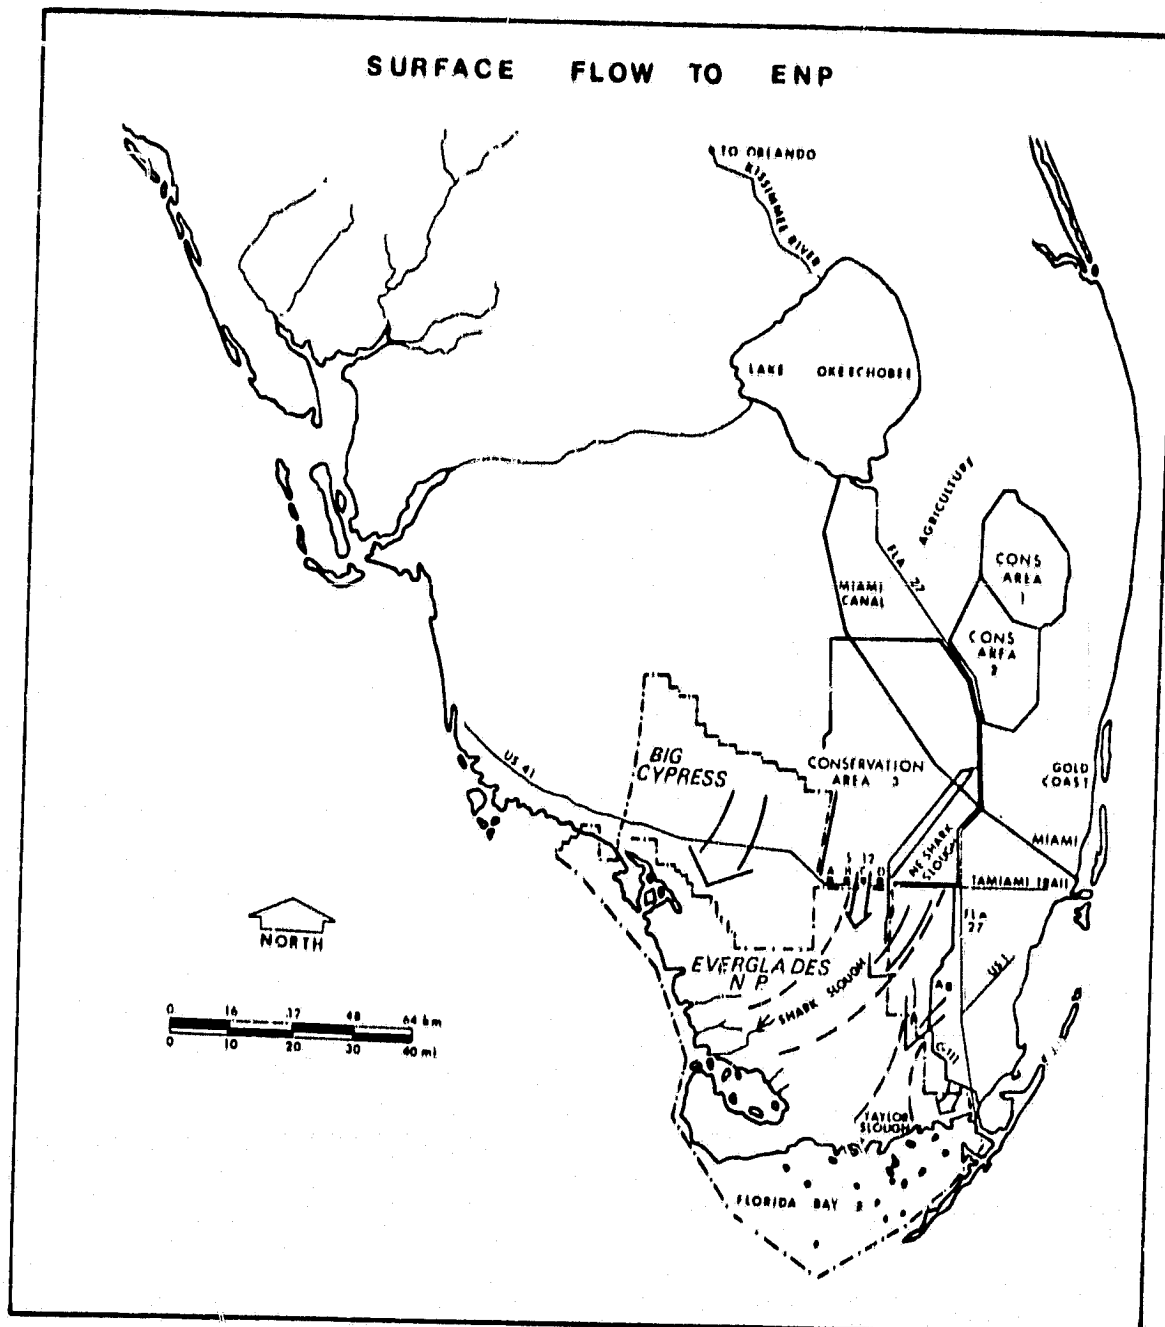 SURFACE FLOW TO ENP
TO ORLANDO
KISSIMMEE RIVER
LAKE OKEECHOBEE
AGRICULTURE
FLA 27
MIAMI
CANAL
CONS
AREA
1
CONS
AREA
2
BIG
CYPRESS
US 41
CONSERVATION
AREA 3
GOLD
COAST
NE SHARK
SLOUGH
MIAMI
S 12
TAMIAMI TRAIL
FLA
27
US 1
NORTH
EVERGLADES
N P
SHARK SLOUGH
0 16 48 64 km
0 10 20 30 40 mi
TAYLOR
SLOUGH
FLORIDA BAY